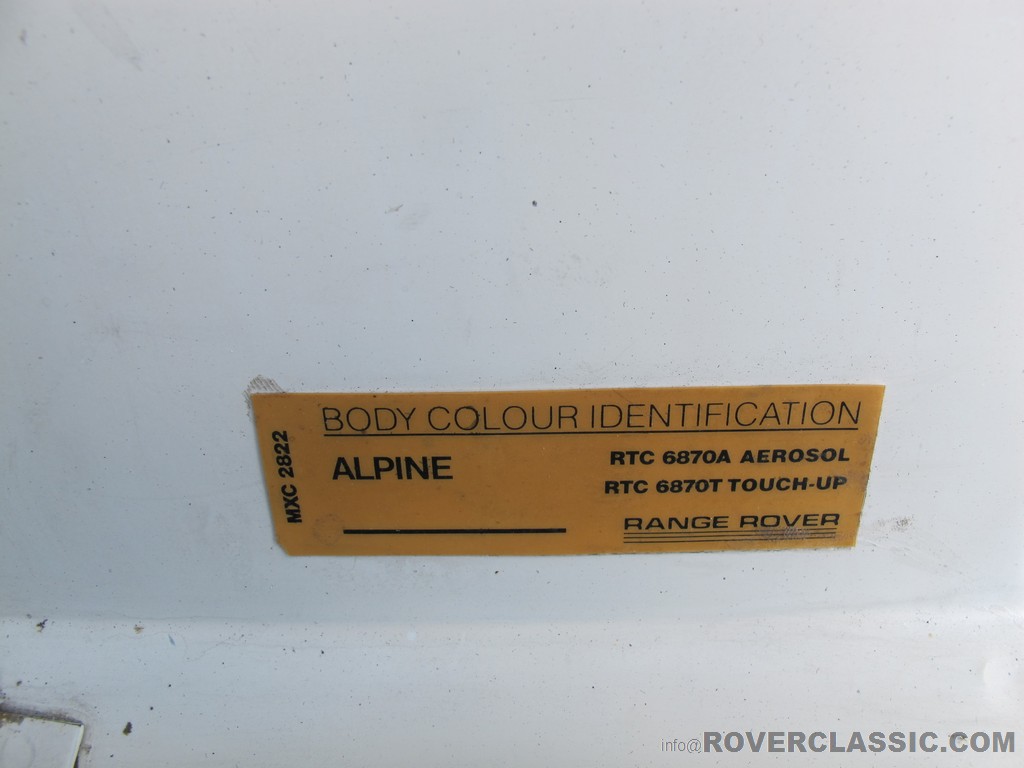 BODY COLOUR IDENTIFICATION
MXC 2822
ALPINE
RTC 6870A AEROSOL
RTC 6870T TOUCH-UP
RANGE ROVER
info@ROVERCLASSIC.COM